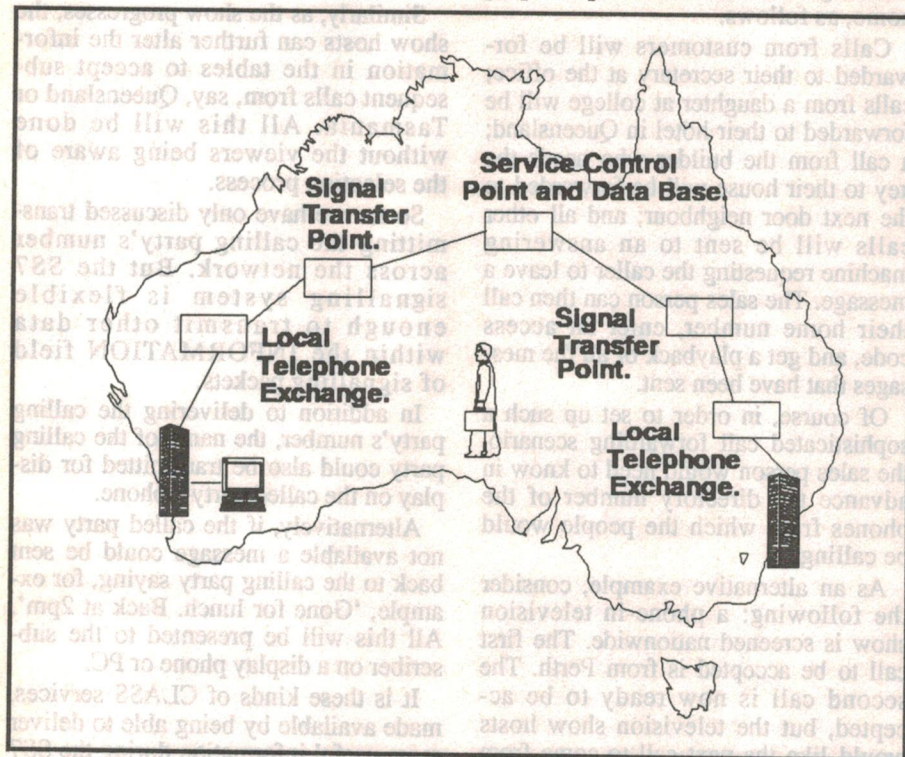 Signal
Transfer
Point.
Service Control
Point and Data Base.
Local
Telephone
Exchange.
Signal
Transfer
Point.
Local
Telephone
Exchange.
Calls from customers will be for-
warded to their secretary at the office;
calls from a daughter at college will be
forwarded to their hotel in Queensland;
a call from the
key to their house
the next door neighbour; and all other
calls will be sent to an answering
machine requesting the caller to leave a
message. The sales person can then call
their home number, access
code, and get a playback of the mes-
sages that have been sent.
Of course, in order to set up such a
sophisticated call forwarding scenario
the sales person would need to know in
advance the directory number of the
phones from which the people would
be calling.
As an alternative example, consider
the following: a phone-in television
show is screened nationwide. The first
call to be accepted is from Perth. The
second call is now ready to be ac-
cepted, but the television show hosts
would like the next call to come from
Similarly, as the show progresses, the
show hosts can further alter the infor-
mation in the tables to accept sub-
sequent calls from, say, Queensland or
Tasmania. All this will be done
without the viewers being aware of
the selection process.
have only discussed trans-
mitting calling party's number
across the network. But the SS7
signalling system is flexible
enough to transmit other data
within the INFORMATION field
of signalling packets.
In addition to delivering the calling
party's number, the name of the calling
party could also be transmitted for dis-
play on the called party's phone.
Alternatively, if the called party was
not available a message could be sent
back to the calling party saying, for ex-
ample, 'Gone for lunch. Back at 2pm'.
All this will be presented to the sub-
scriber on a display phone or PC.
It is these kinds of CLASS services,
made available by being able to deliver